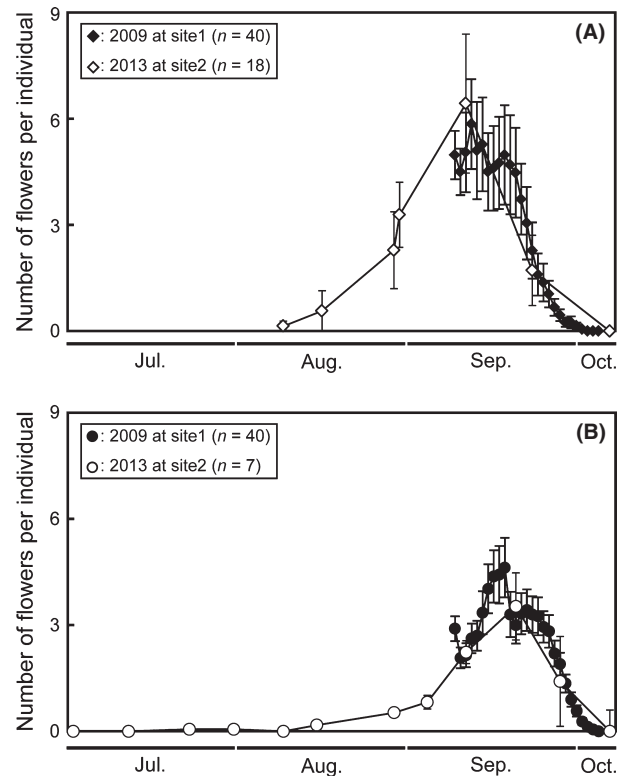 9
6
3
0
Number of flowers per individual
◆: 2009 at site1 (n = 40)
◇: 2013 at site2 (n = 18)
(A)
Jul. Aug. Sep. Oct.
9
6
3
0
Number of flowers per individual
●: 2009 at site1 (n = 40)
○: 2013 at site2 (n = 7)
(B)
Jul. Aug. Sep. Oct.